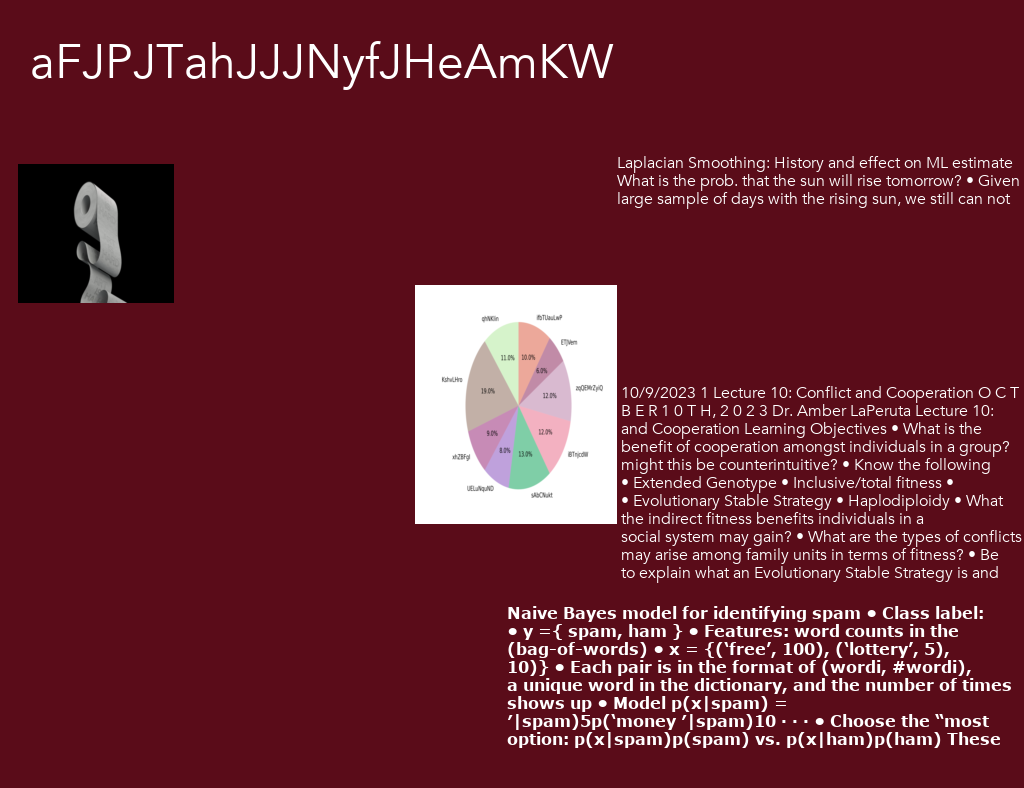 aFJPJTahJJJNyfJHeAmKW
Laplacian Smoothing: History and effect on ML estimate
What is the prob. that the sun will rise tomorrow? • Given
large sample of days with the rising sun, we still can not
qhNKlin
ifbTUauLwP
ETJVem
KshvLHro
zqQEMrZyiQ
11.0%
10.0%
6.0%
19.0%
12.0%
9.0%
12.0%
8.0%
13.0%
xhZBFgI
iBTnjcdW
UELuNquND
sAbCNukt
10/9/2023 1 Lecture 10: Conflict and Cooperation O C T
B E R 1 0 T H, 2 0 2 3 Dr. Amber LaPeruta Lecture 10:
and Cooperation Learning Objectives • What is the
benefit of cooperation amongst individuals in a group?
might this be counterintuitive? • Know the following
• Extended Genotype • Inclusive/total fitness •
• Evolutionary Stable Strategy • Haplodiploidy • What
the indirect fitness benefits individuals in a
social system may gain? • What are the types of conflicts
may arise among family units in terms of fitness? • Be
to explain what an Evolutionary Stable Strategy is and
Naive Bayes model for identifying spam • Class label:
• y ={ spam, ham } • Features: word counts in the
(bag-of-words) • x = {(‘free’, 100), (‘lottery’, 5),
10)} • Each pair is in the format of (wordi, #wordi),
a unique word in the dictionary, and the number of times
shows up • Model p(x|spam) =
’|spam)5p(‘money ’|spam)10 · · · • Choose the “most
option: p(x|spam)p(spam) vs. p(x|ham)p(ham) These